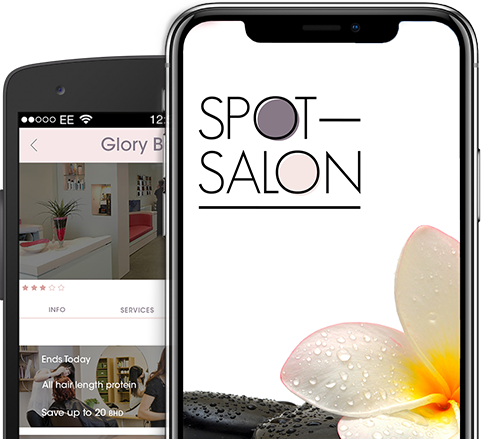 EE 12:
Glory B
INFO SERVICES
Ends Today
All hair length protein
Save up to 20 BHD
SPOT—
SALON